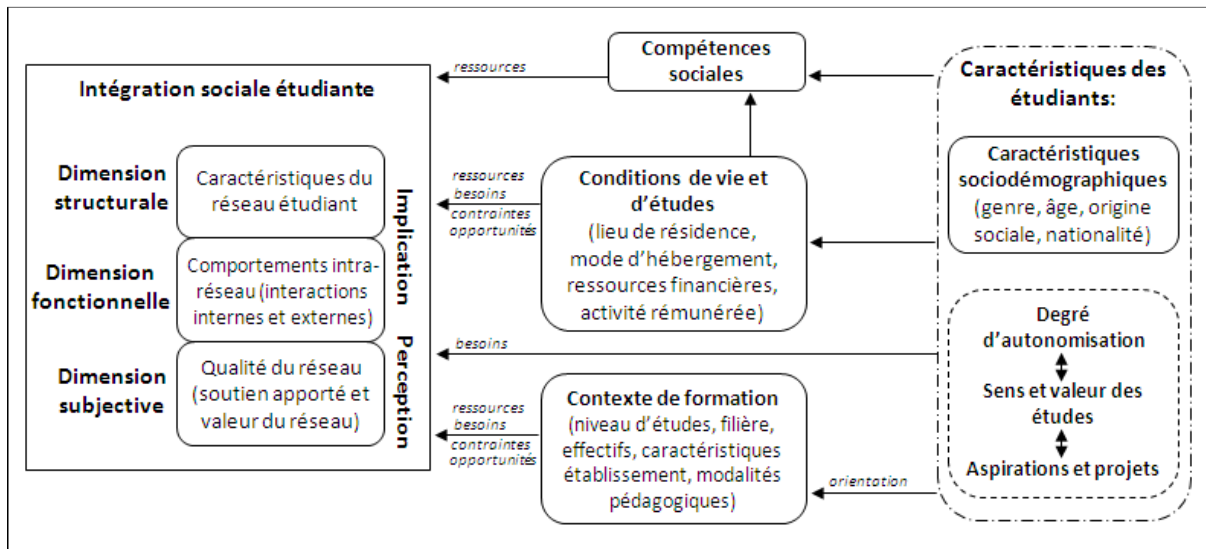 Intégration sociale étudiante
Dimension
structurale
Caractéristiques du
réseau étudiant
Dimension
fonctionnelle
Comportements intra-
réseau (interactions
internes et externes)
Dimension
subjective
Qualité du réseau
(soutien apporté et
valeur du réseau)
Implication
Perception
ressources
ressources
besoins
contraintes
opportunités
besoins
ressources
besoins
contraintes
opportunités
Compétences
sociales
Conditions de vie et
d'études
(lieu de résidence,
mode d'hébergement,
ressources financières,
activité rémunérée)
Contexte de formation
(niveau d'études, filière,
effectifs, caractéristiques
établissement, modalités
pédagogiques)
orientation
Caractéristiques des
étudiants:
Caractéristiques
sociodémographiques
(genre, âge, origine
sociale, nationalité)
Degré
d'autonomisation
Sens et valeur des
études
Aspirations et projets